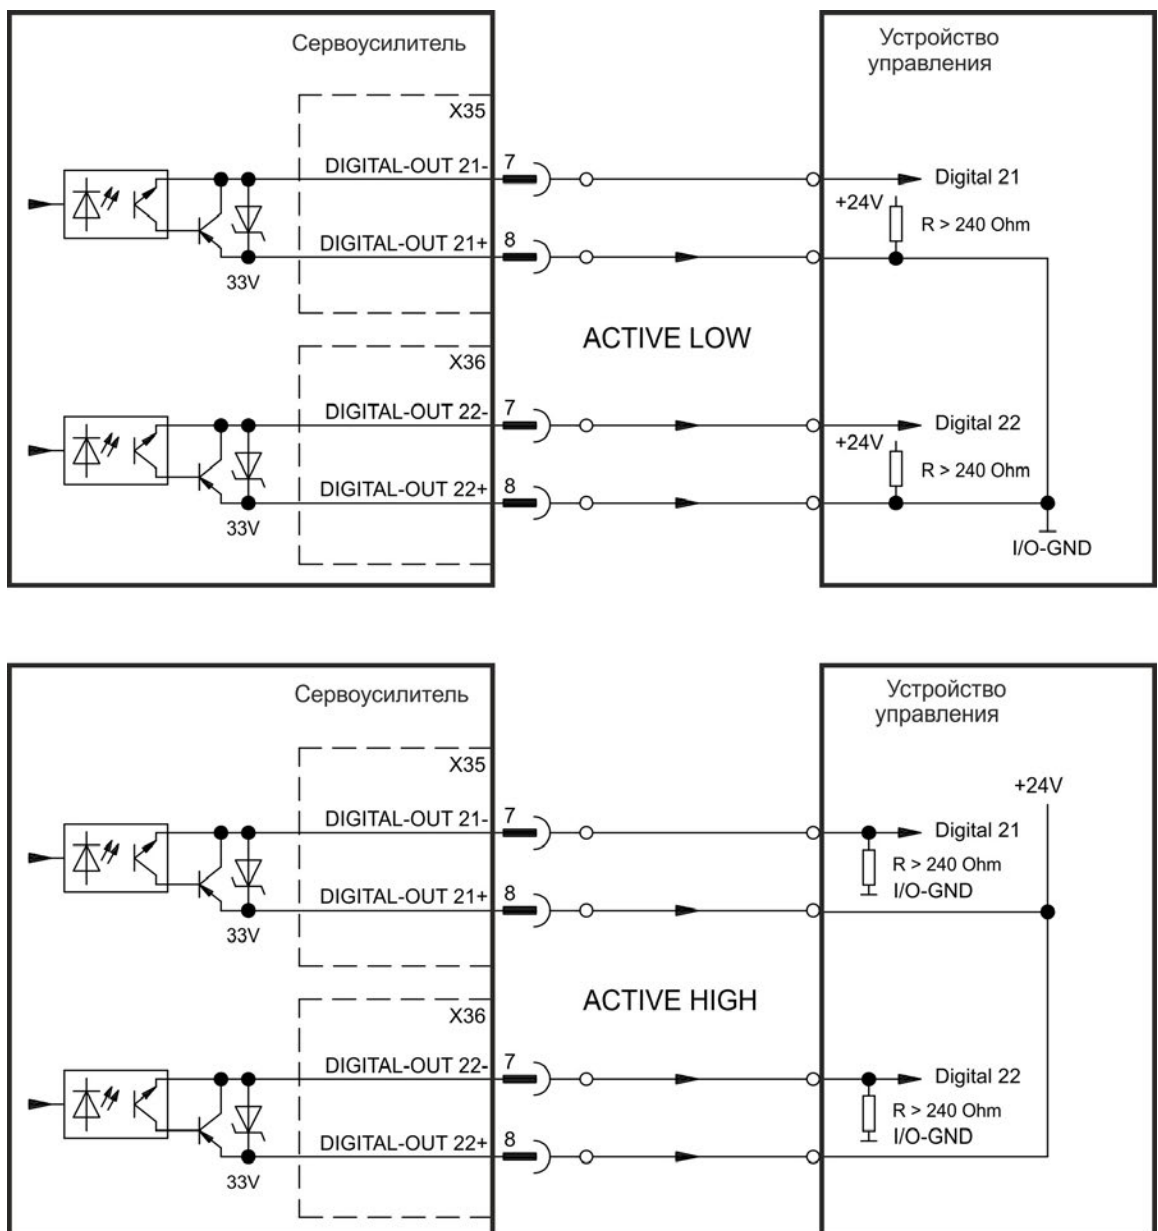 Сервоусилитель
Устройство
управления
X35
DIGITAL-OUT 21-
7
Digital 21
+24V
R > 240 Ohm
DIGITAL-OUT 21+
8
33V
ACTIVE LOW
X36
DIGITAL-OUT 22-
7
Digital 22
+24V
R > 240 Ohm
DIGITAL-OUT 22+
8
33V
I/O-GND
Сервоусилитель
Устройство
управления
X35
+24V
DIGITAL-OUT 21-
7
Digital 21
R > 240 Ohm
I/O-GND
DIGITAL-OUT 21+
8
33V
ACTIVE HIGH
X36
DIGITAL-OUT 22-
7
Digital 22
R > 240 Ohm
I/O-GND
DIGITAL-OUT 22+
8
33V